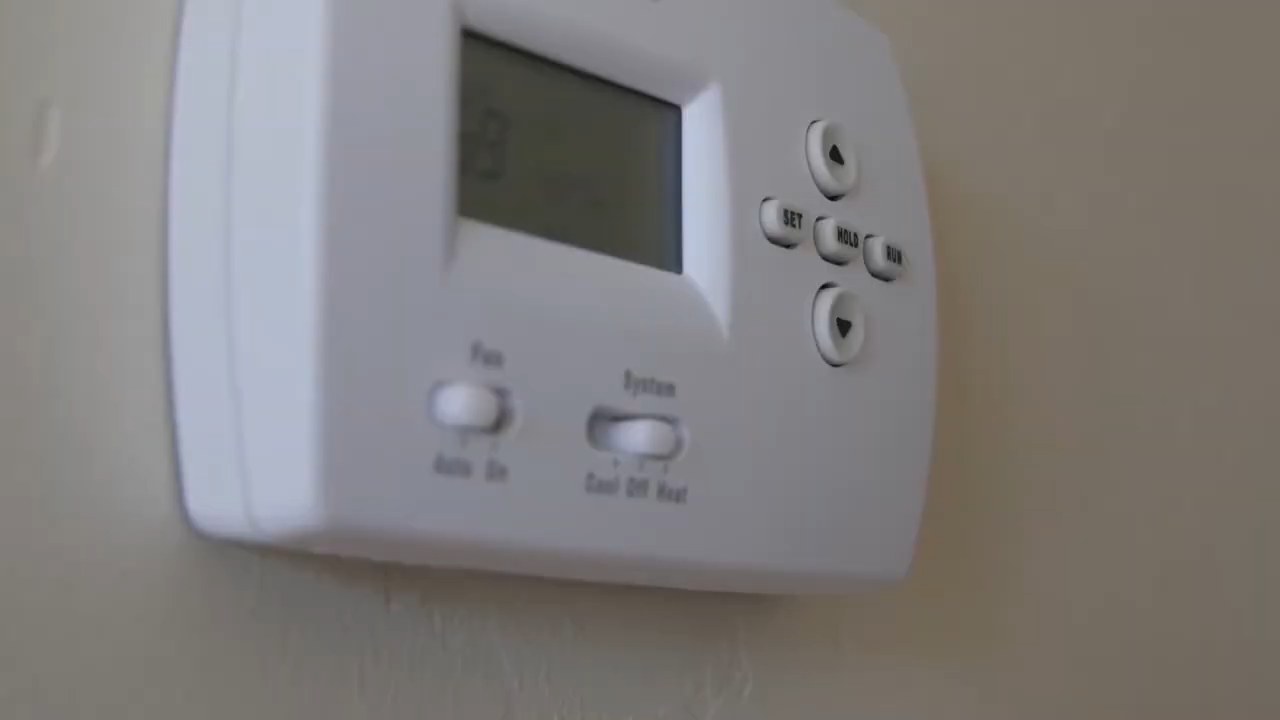 SET HOLD RUN
Fan
System
Auto On
Cool Off Heat